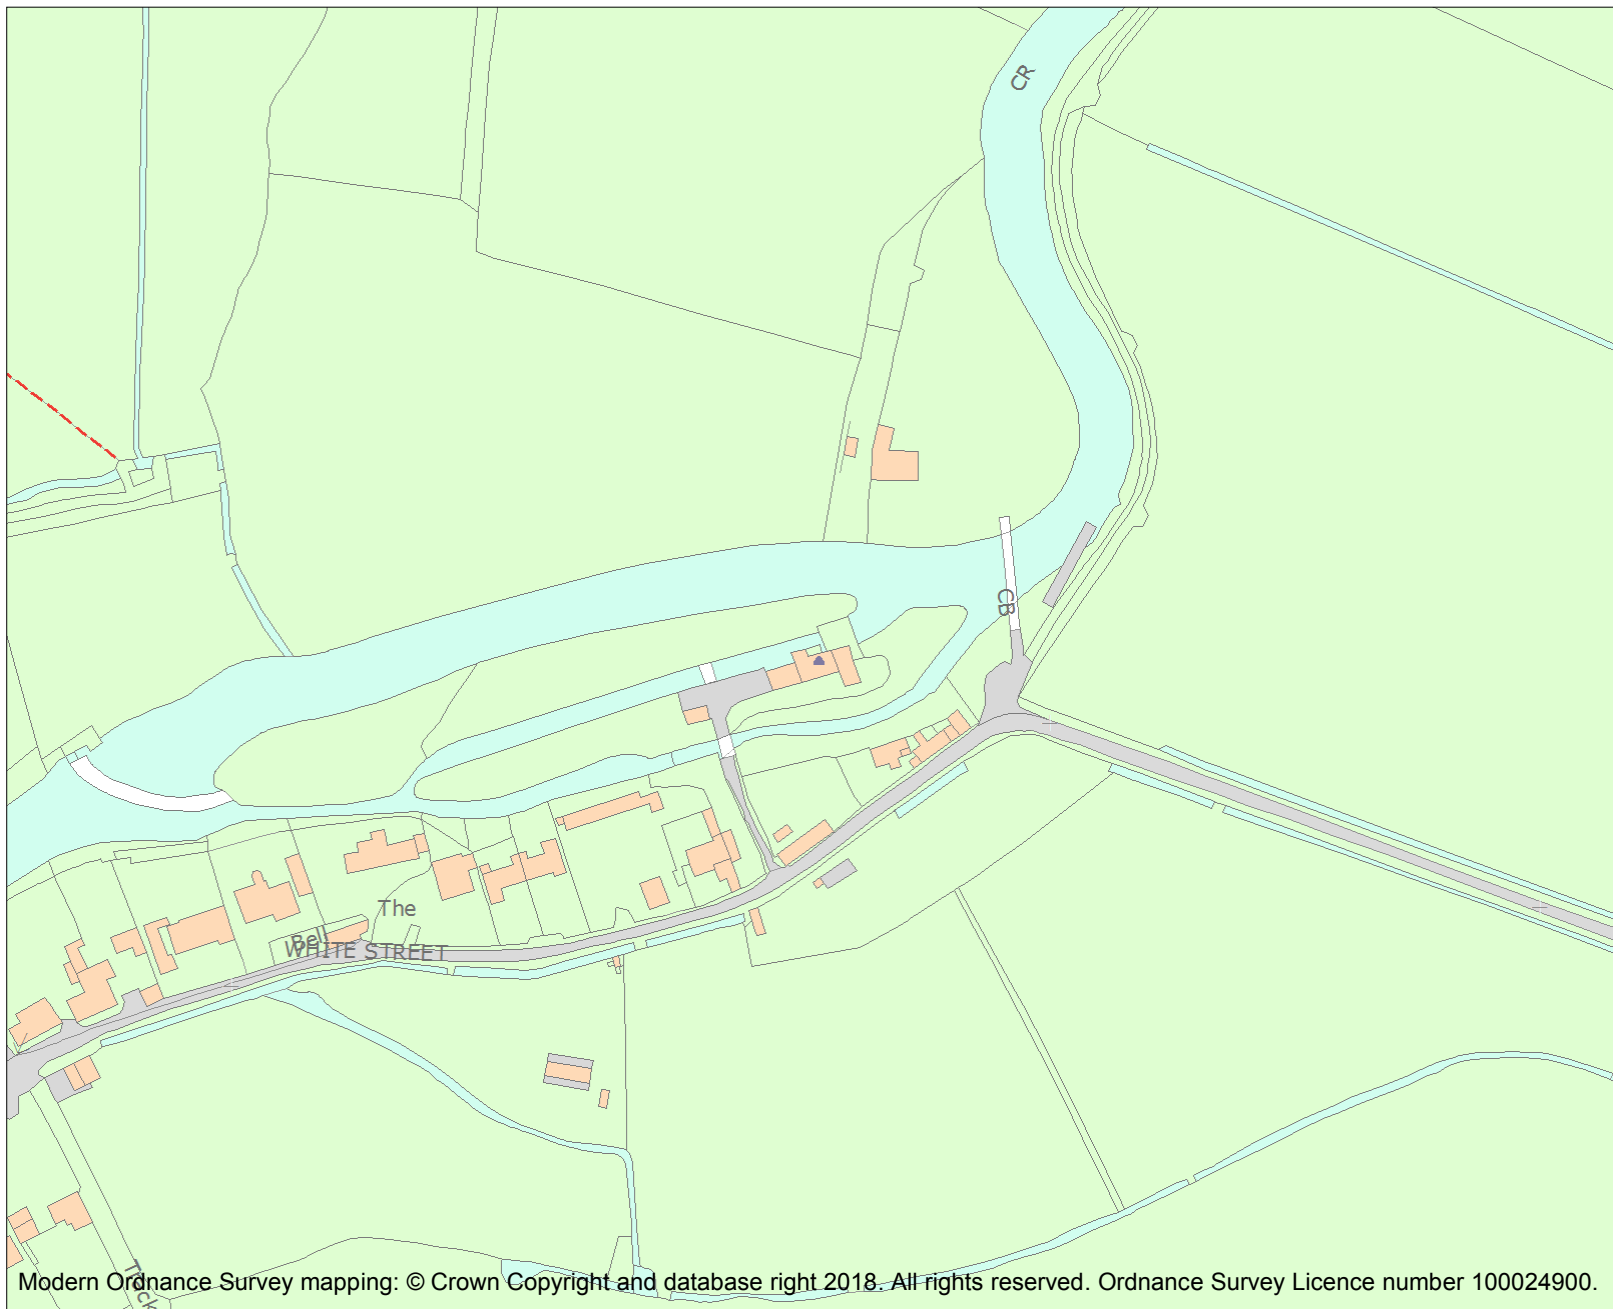 CR
CB
The
Bell
WHITE STREET
Track
Modern Ordnance Survey mapping: © Crown Copyright and database right 2018. All rights reserved. Ordnance Survey Licence number 100024900.